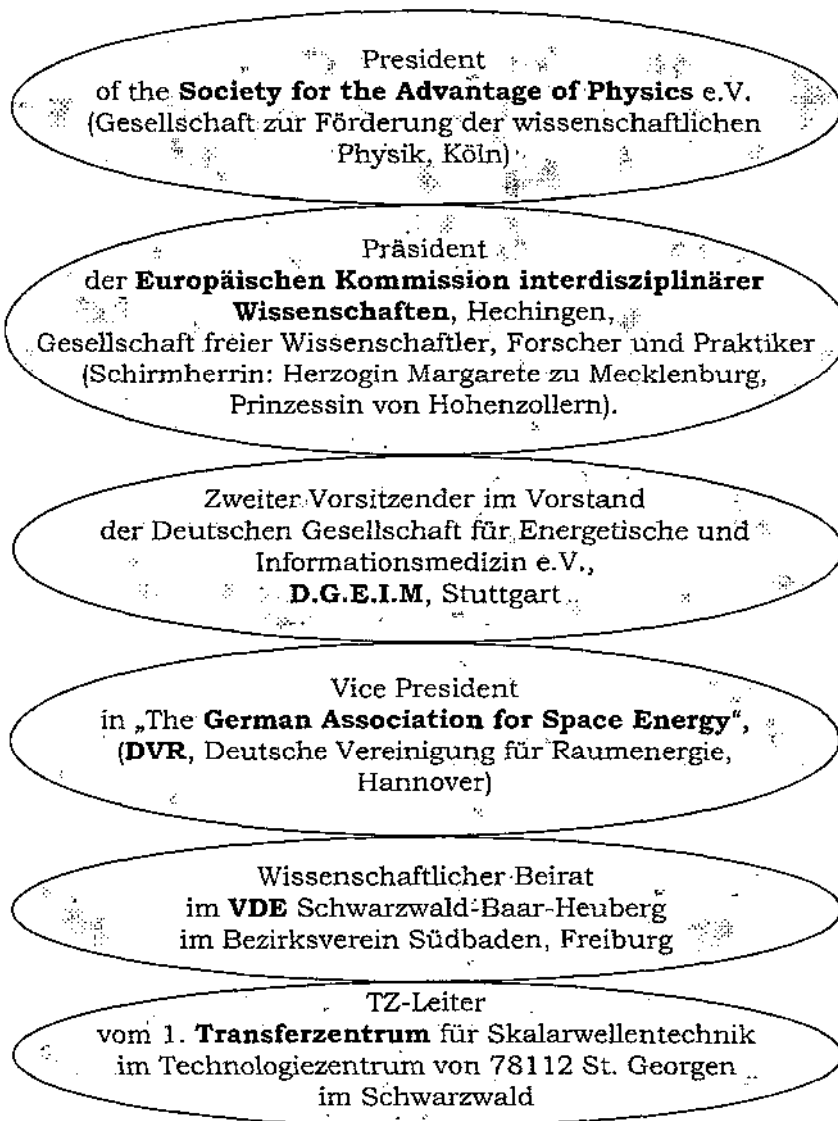 President
of the Society for the Advantage of Physics e.V.
(Gesellschaft zur Förderung der wissenschaftlichen
Physik, Köln)
Präsident
der Europäischen Kommission interdisziplinärer
Wissenschaften, Hechingen,
Gesellschaft freier Wissenschaftler, Forscher und Praktiker
(Schirmherrin: Herzogin Margarete zu Mecklenburg,
Prinzessin von Hohenzollern).
Zweiter Vorsitzender im Vorstand
der Deutschen Gesellschaft für Energetische und
Informationsmedizin e.V.,
D.G.E.I.M, Stuttgart
Vice President
in „The German Association for Space Energy“,
(DVR, Deutsche Vereinigung für Raumenergie,
Hannover)
Wissenschaftlicher Beirat
im VDE Schwarzwald-Baar-Heuberg
im Bezirksverein Südbaden, Freiburg
TZ-Leiter
vom 1. Transferzentrum für Skalarwellentechnik
im Technologiezentrum von 78112 St. Georgen
im Schwarzwald